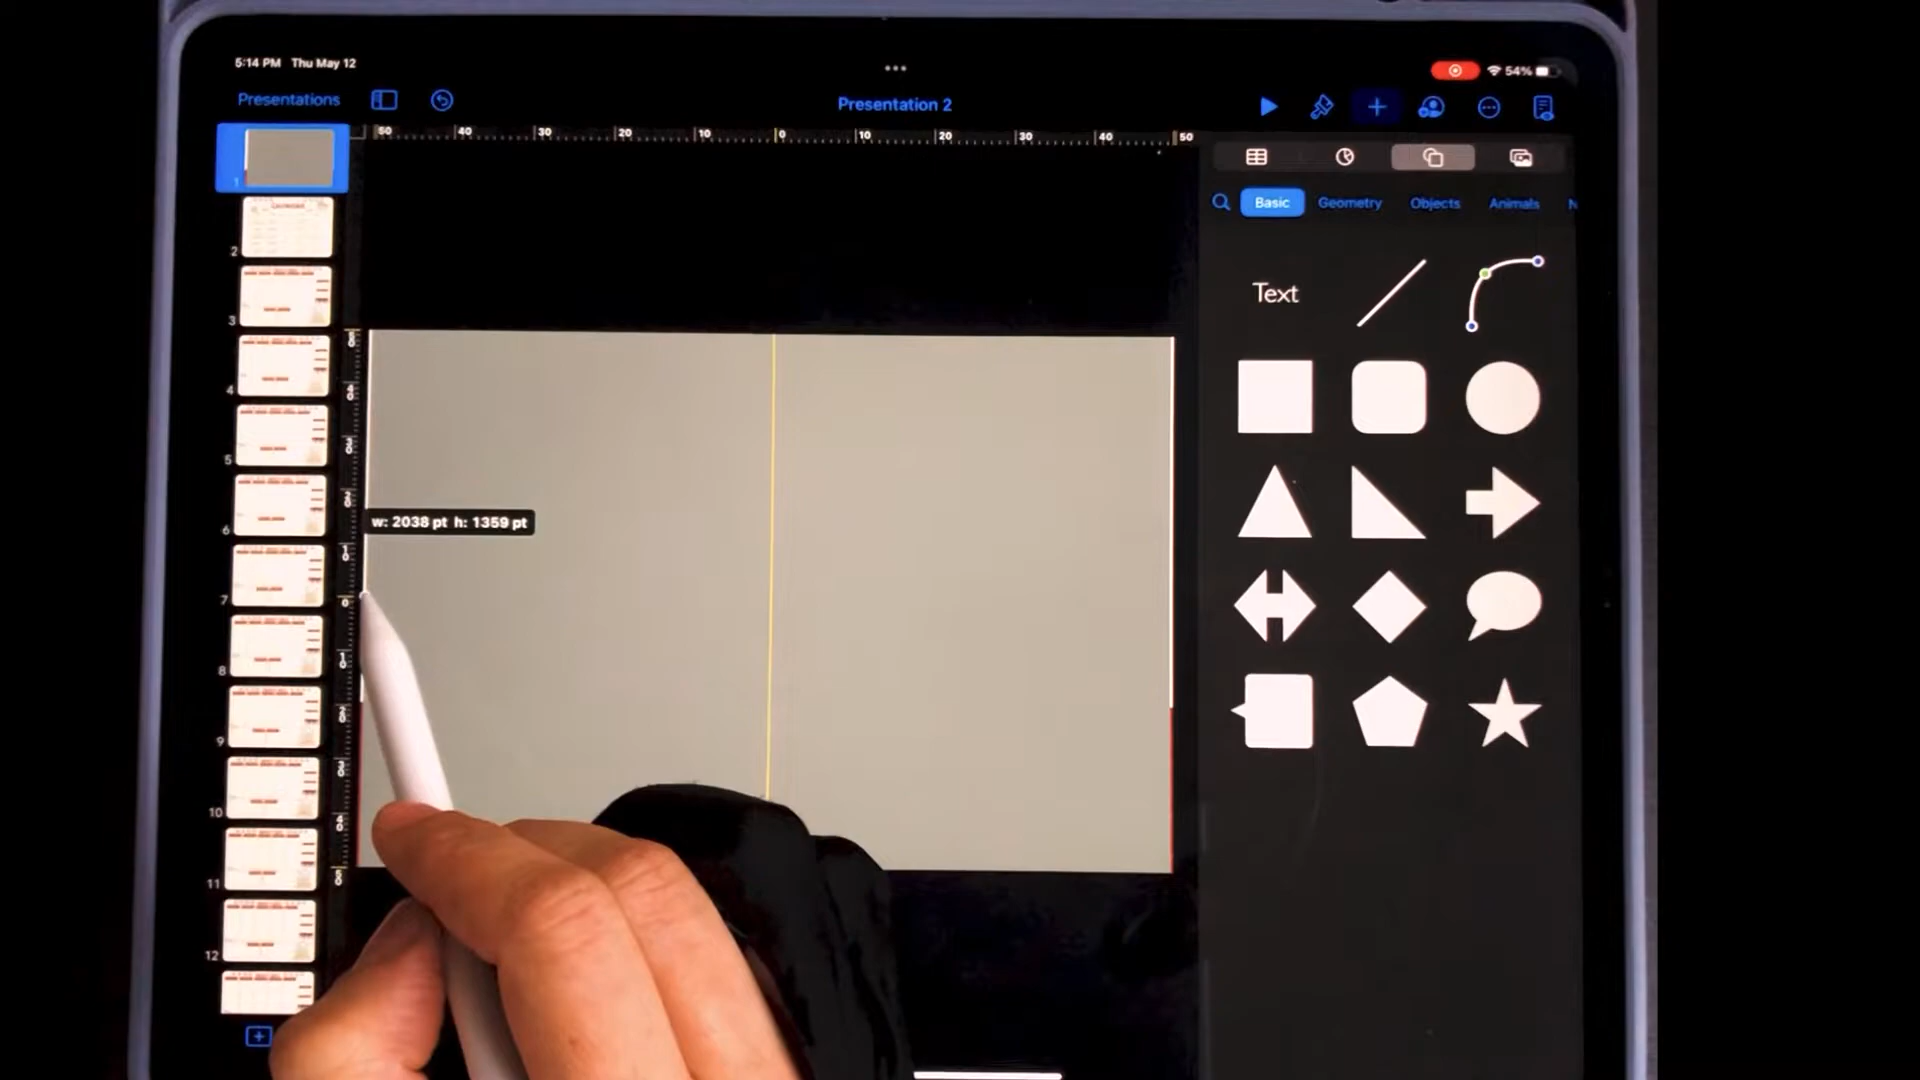 5:14 PM Thu May 12
54%
Presentations
Presentation 2
50 40 30 20 10 0 10 20 30 40 50
Basic Geometry Objects Animals N
Text
w: 2038 pt h: 1359 pt
1
2
3
4
5
6
7
8
9
10
11
12